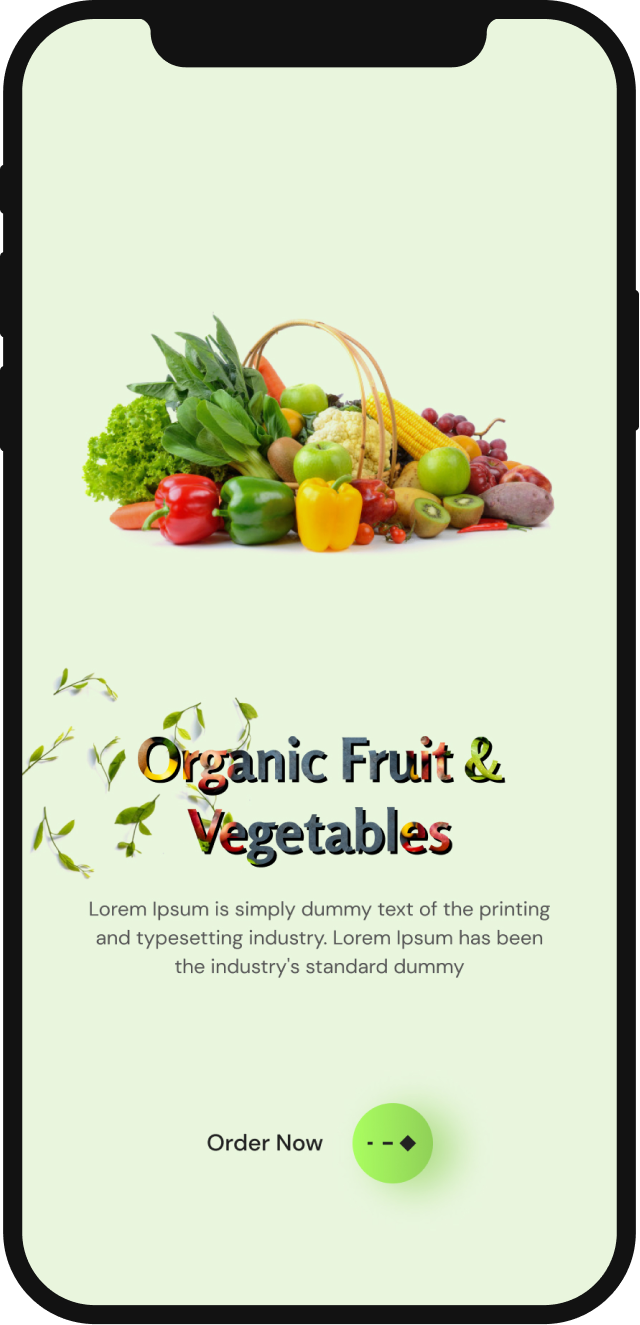 Organic Fruit &
Vegetables
Lorem Ipsum is simply dummy text of the printing
and typesetting industry. Lorem Ipsum has been
the industry's standard dummy
Order Now